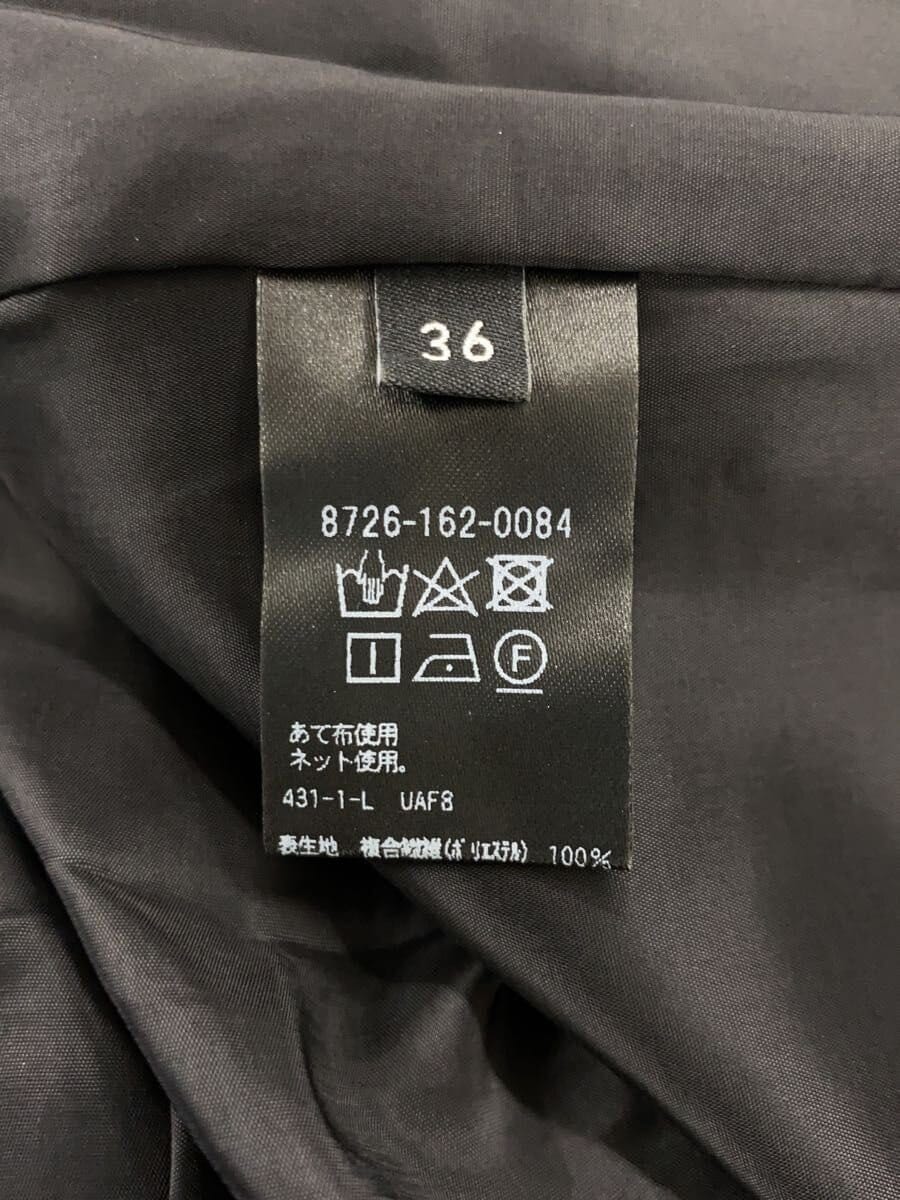 36
8726-162-0084
F
あて布使用
ネット使用。
431-1-L UAF8
表生地 複合繊維(ポリエステル) 100%